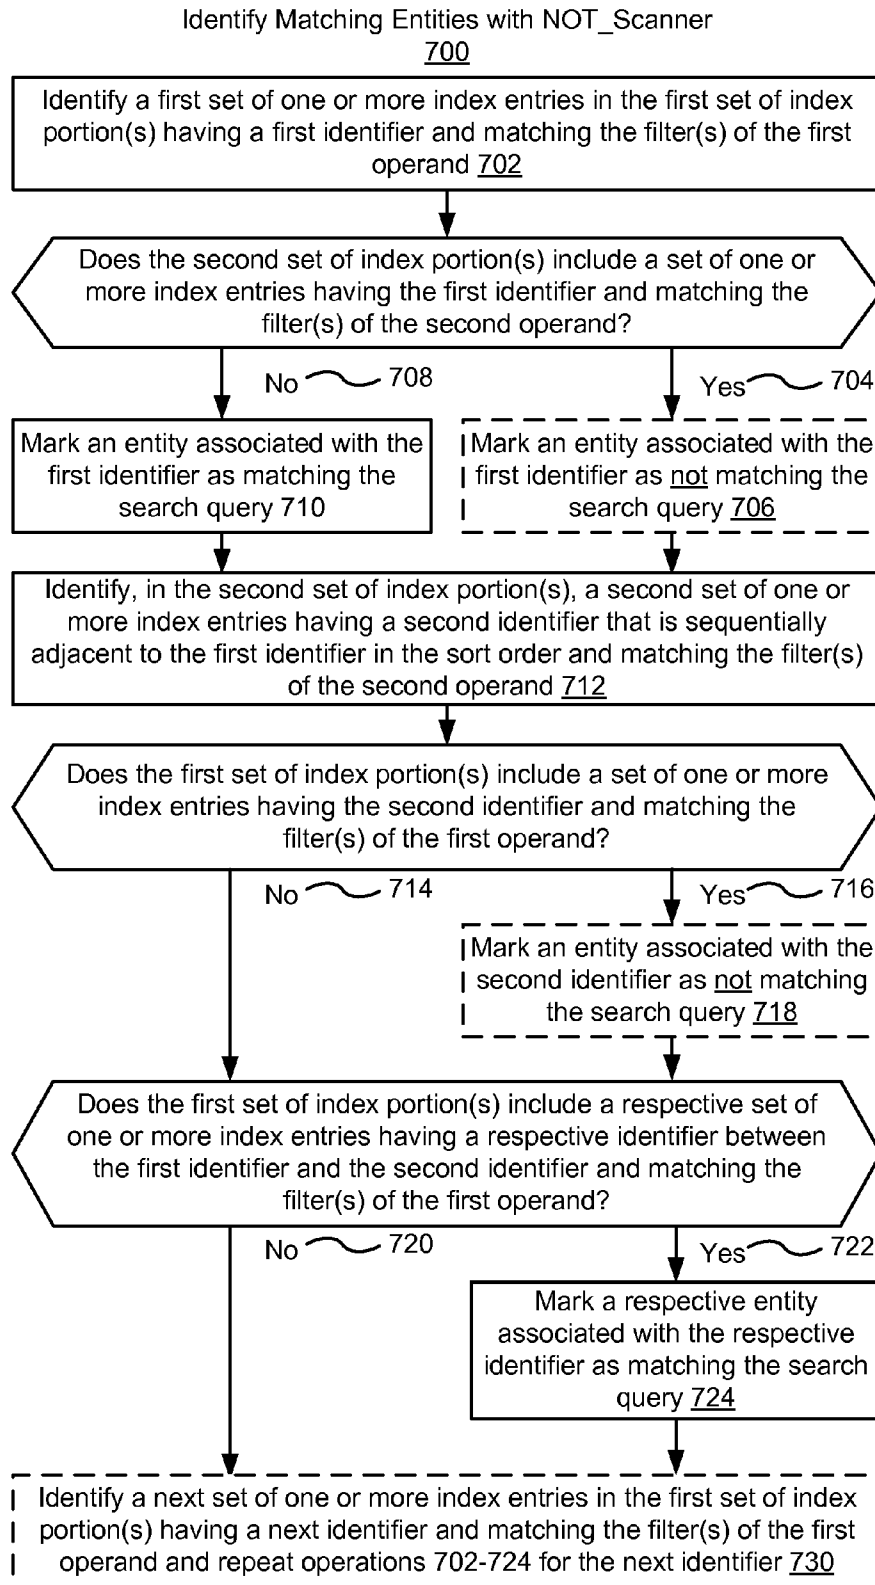 Identify Matching Entities with NOT_Scanner
700
Identify a first set of one or more index entries in the first set of index
portion(s) having a first identifier and matching the filter(s) of the first
operand 702
Does the second set of index portion(s) include a set of one or
more index entries having the first identifier and matching the
filter(s) of the second operand?
No 708
Yes 704
Mark an entity associated with the
first identifier as matching the
search query 710
Mark an entity associated with the
first identifier as not matching the
search query 706
Identify, in the second set of index portion(s), a second set of one or
more index entries having a second identifier that is sequentially
adjacent to the first identifier in the sort order and matching the filter(s)
of the second operand 712
Does the first set of index portion(s) include a set of one or more
index entries having the second identifier and matching the
filter(s) of the first operand?
No 714
Yes 716
Mark an entity associated with the
second identifier as not matching
the search query 718
Does the first set of index portion(s) include a respective set of
one or more index entries having a respective identifier between
the first identifier and the second identifier and matching the
filter(s) of the first operand?
No 720
Yes 722
Mark a respective entity
associated with the respective
identifier as matching the search
query 724
Identify a next set of one or more index entries in the first set of index
portion(s) having a next identifier and matching the filter(s) of the first
operand and repeat operations 702-724 for the next identifier 730